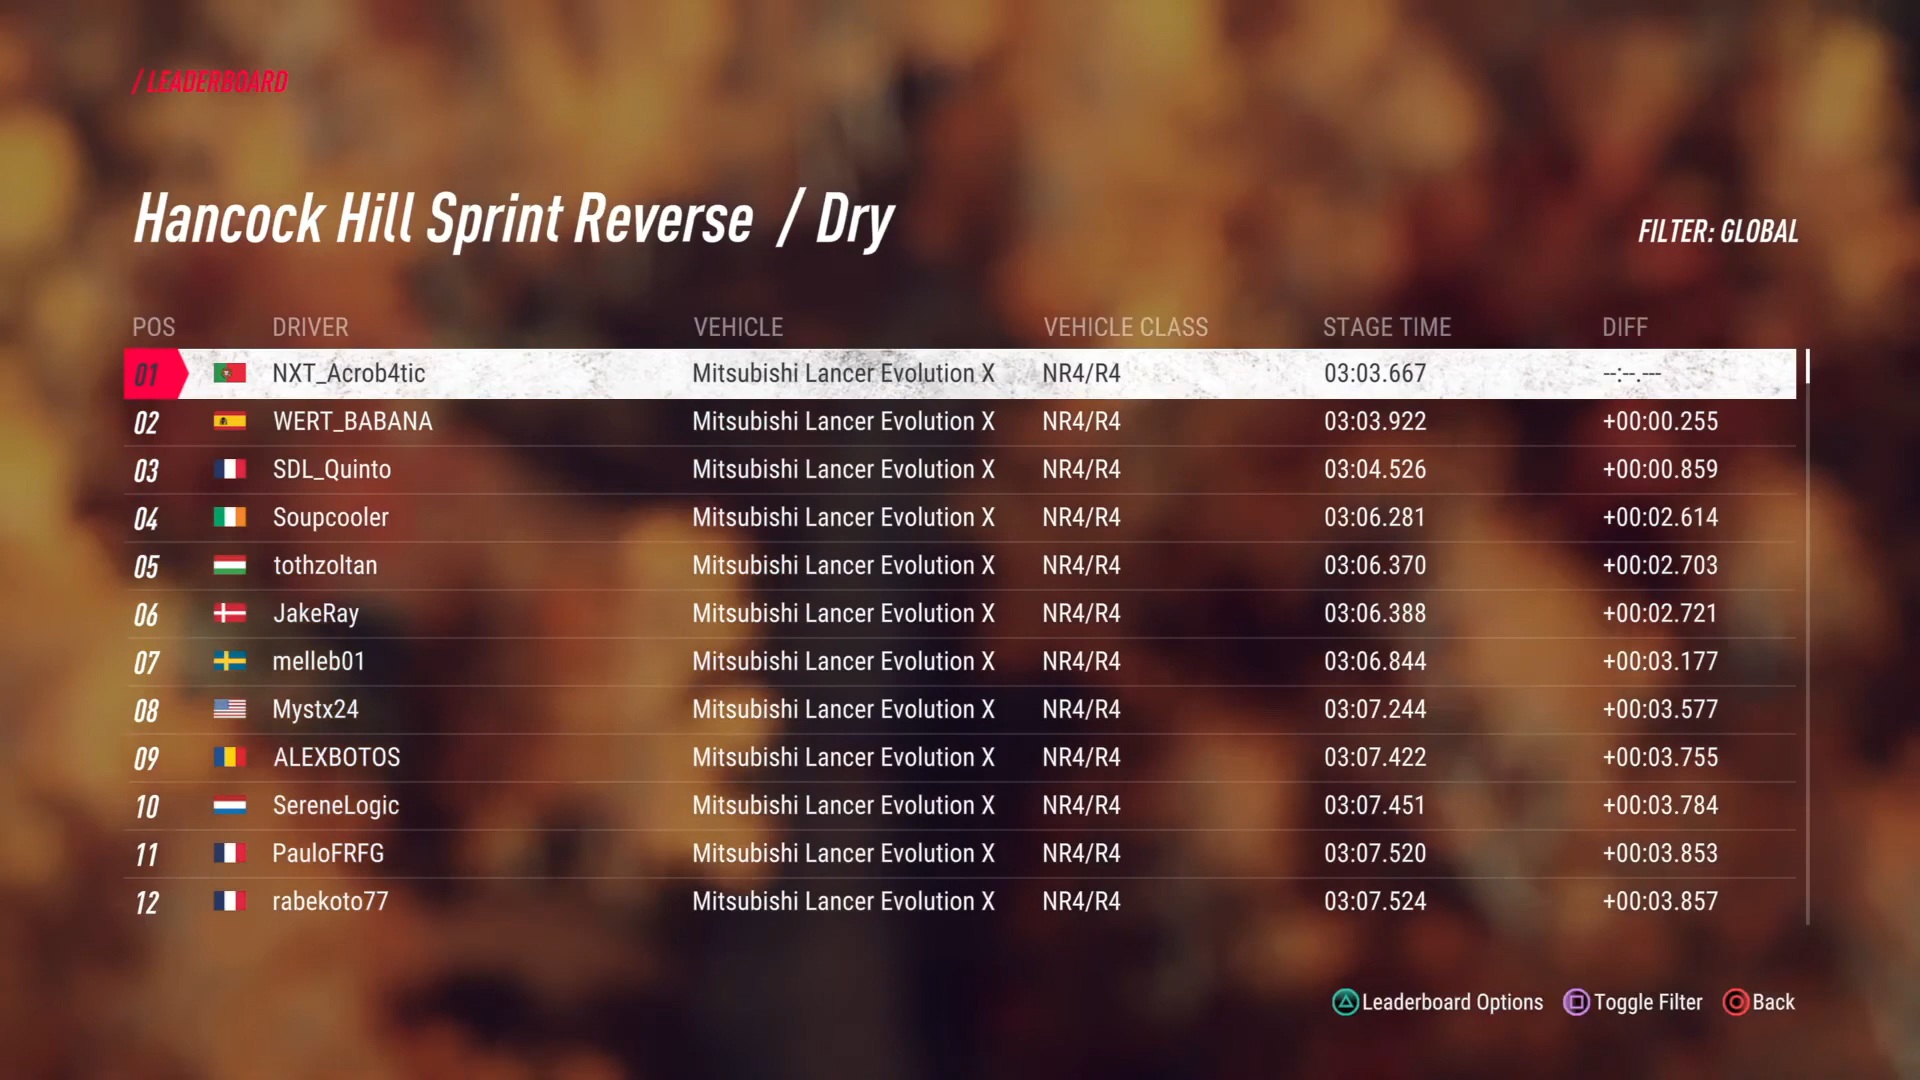 / LEADERBOARD
Hancock Hill Sprint Reverse / Dry
FILTER: GLOBAL
POS DRIVER VEHICLE VEHICLE CLASS STAGE TIME DIFF
01 NXT_Acrob4tic Mitsubishi Lancer Evolution X NR4/R4 03:03.667 --:--.---
02 WERT_BABANA Mitsubishi Lancer Evolution X NR4/R4 03:03.922 +00:00.255
03 SDL_Quinto Mitsubishi Lancer Evolution X NR4/R4 03:04.526 +00:00.859
04 Soupcooler Mitsubishi Lancer Evolution X NR4/R4 03:06.281 +00:02.614
05 tothzoltan Mitsubishi Lancer Evolution X NR4/R4 03:06.370 +00:02.703
06 JakeRay Mitsubishi Lancer Evolution X NR4/R4 03:06.388 +00:02.721
07 melleb01 Mitsubishi Lancer Evolution X NR4/R4 03:06.844 +00:03.177
08 Mystx24 Mitsubishi Lancer Evolution X NR4/R4 03:07.244 +00:03.577
09 ALEXBOTOS Mitsubishi Lancer Evolution X NR4/R4 03:07.422 +00:03.755
10 SereneLogic Mitsubishi Lancer Evolution X NR4/R4 03:07.451 +00:03.784
11 PauloFRFG Mitsubishi Lancer Evolution X NR4/R4 03:07.520 +00:03.853
12 rabekoto77 Mitsubishi Lancer Evolution X NR4/R4 03:07.524 +00:03.857
Leaderboard Options Toggle Filter Back